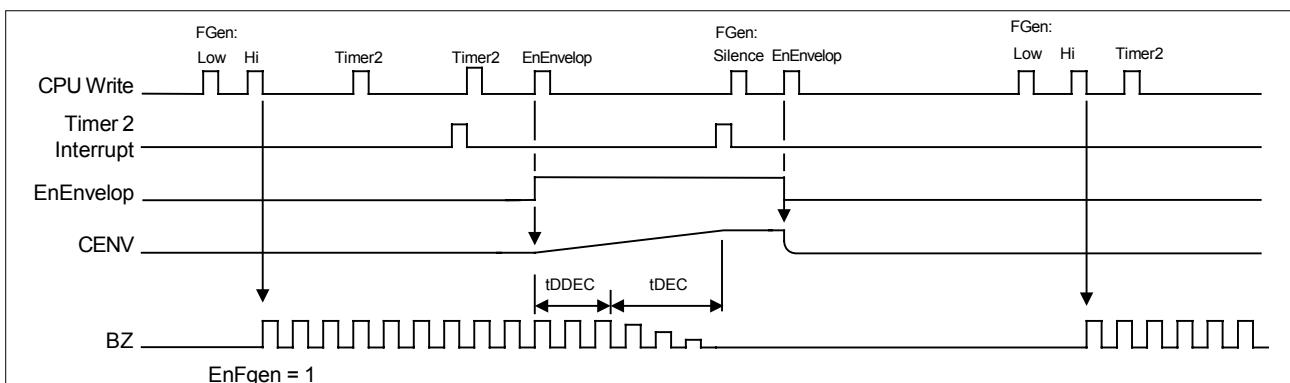 FGen: FGen: FGen:
Low Hi Timer2 Timer2 EnEnvelop Silence EnEnvelop Low Hi Timer2
CPU Write
Timer 2
Interrupt
EnEnvelop
CENV
tDDEC tDEC
BZ
EnFgen = 1